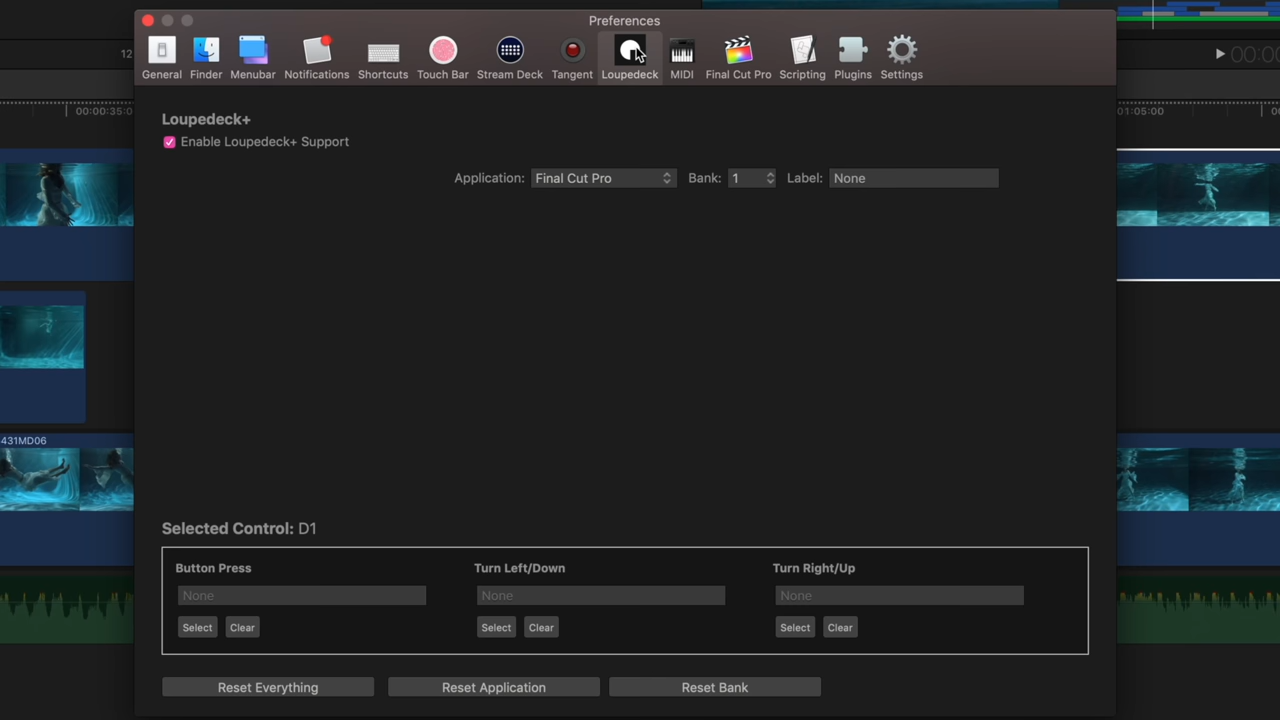 Preferences
General Finder Menubar Notifications Shortcuts Touch Bar Stream Deck Tangent Loupedeck MIDI Final Cut Pro Scripting Plugins Settings
12
00:00:35:0
01:05:00
Loupedeck+
Enable Loupedeck+ Support
Application: Final Cut Pro Bank: 1 Label: None
431MD06
Selected Control: D1
Button Press Turn Left/Down Turn Right/Up
None None None
Select Clear Select Clear Select Clear
Reset Everything Reset Application Reset Bank